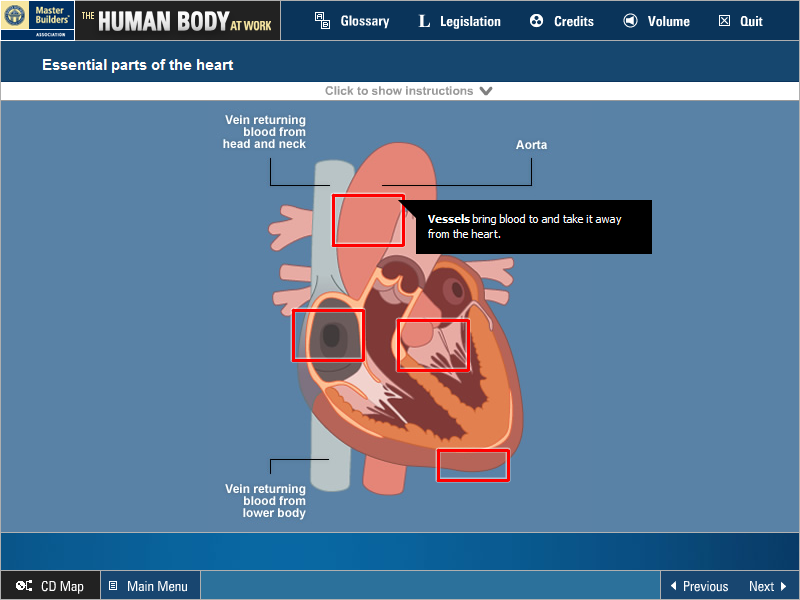 Master
Builders'
ASSOCIATION
THE HUMAN BODY AT WORK
A B Glossary
L Legislation
Credits
Volume
Quit
Essential parts of the heart
Click to show instructions
Vein returning
blood from
head and neck
Aorta
Vessels bring blood to and take it away
from the heart.
Vein returning
blood from
lower body
CD Map
Main Menu
Previous
Next